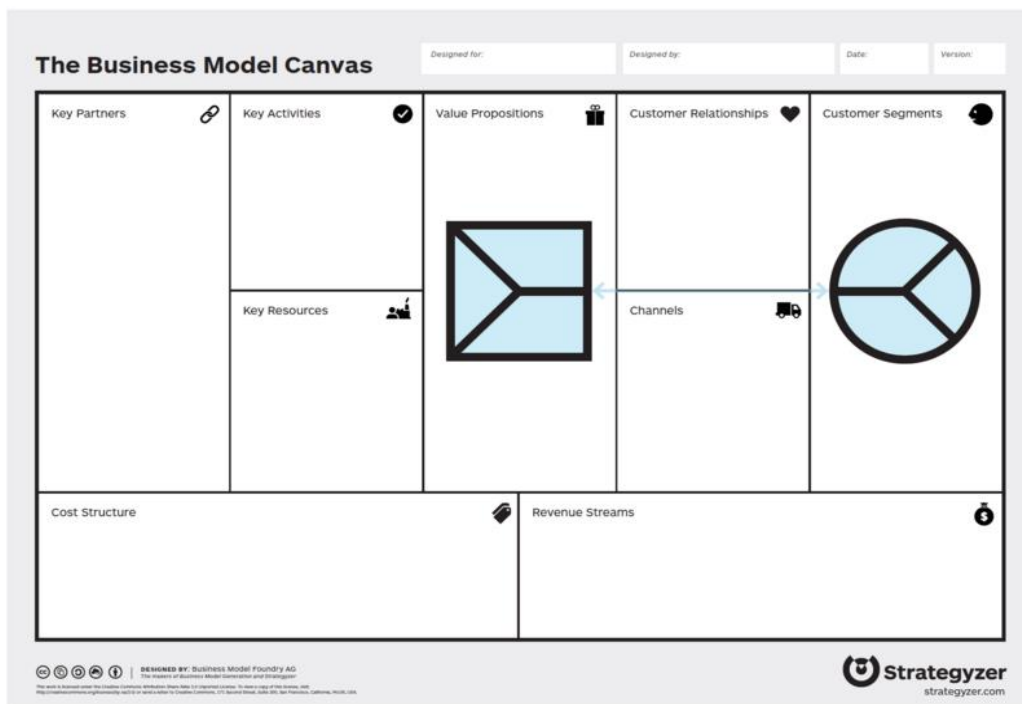 The Business Model Canvas
Designed for:
Designed by:
Date:
Version:
Key Partners
Key Activities
Value Propositions
Customer Relationships
Customer Segments
Key Resources
Channels
Cost Structure
Revenue Streams
DESIGNED BY: Business Model Foundry AG
The makers of Business Model Generation and Strategyzer
Strategyzer
strategyzer.com